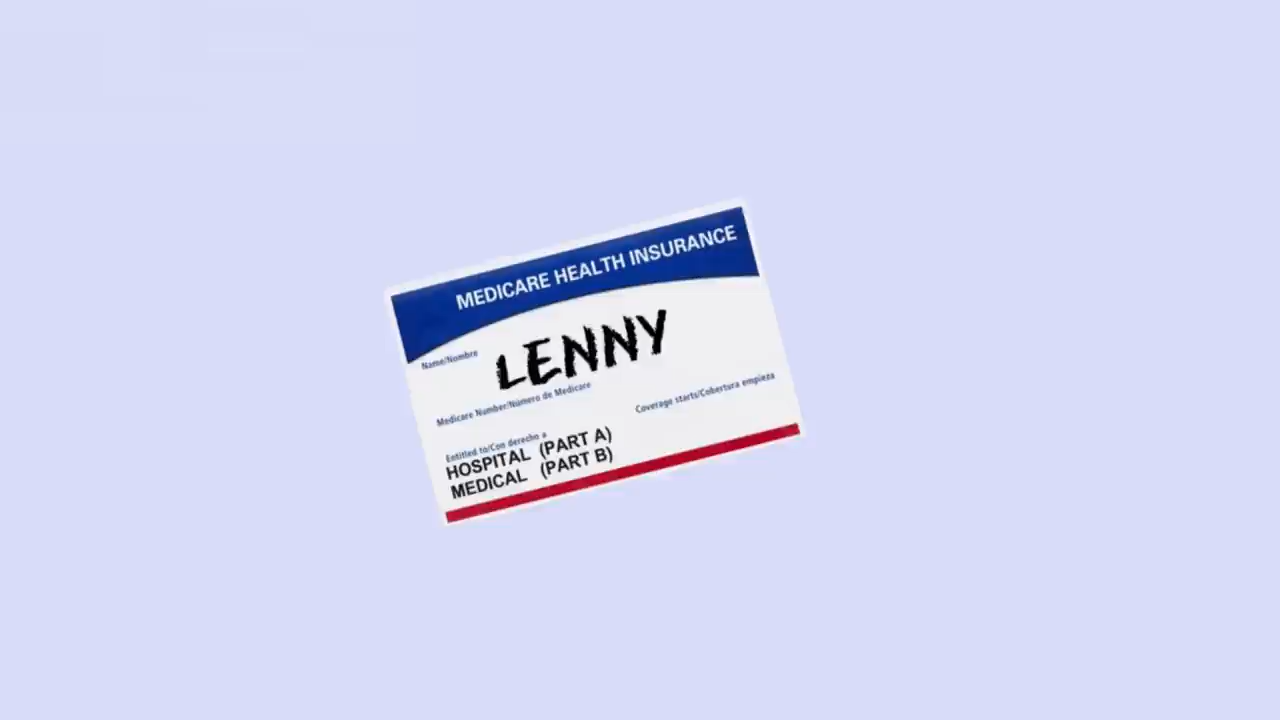 MEDICARE HEALTH INSURANCE
Name/Nombre
LENNY
Medicare Number/Número de Medicare
Coverage starts/Cobertura empieza
Entitled to/Con derecho a
HOSPITAL (PART A)
MEDICAL (PART B)